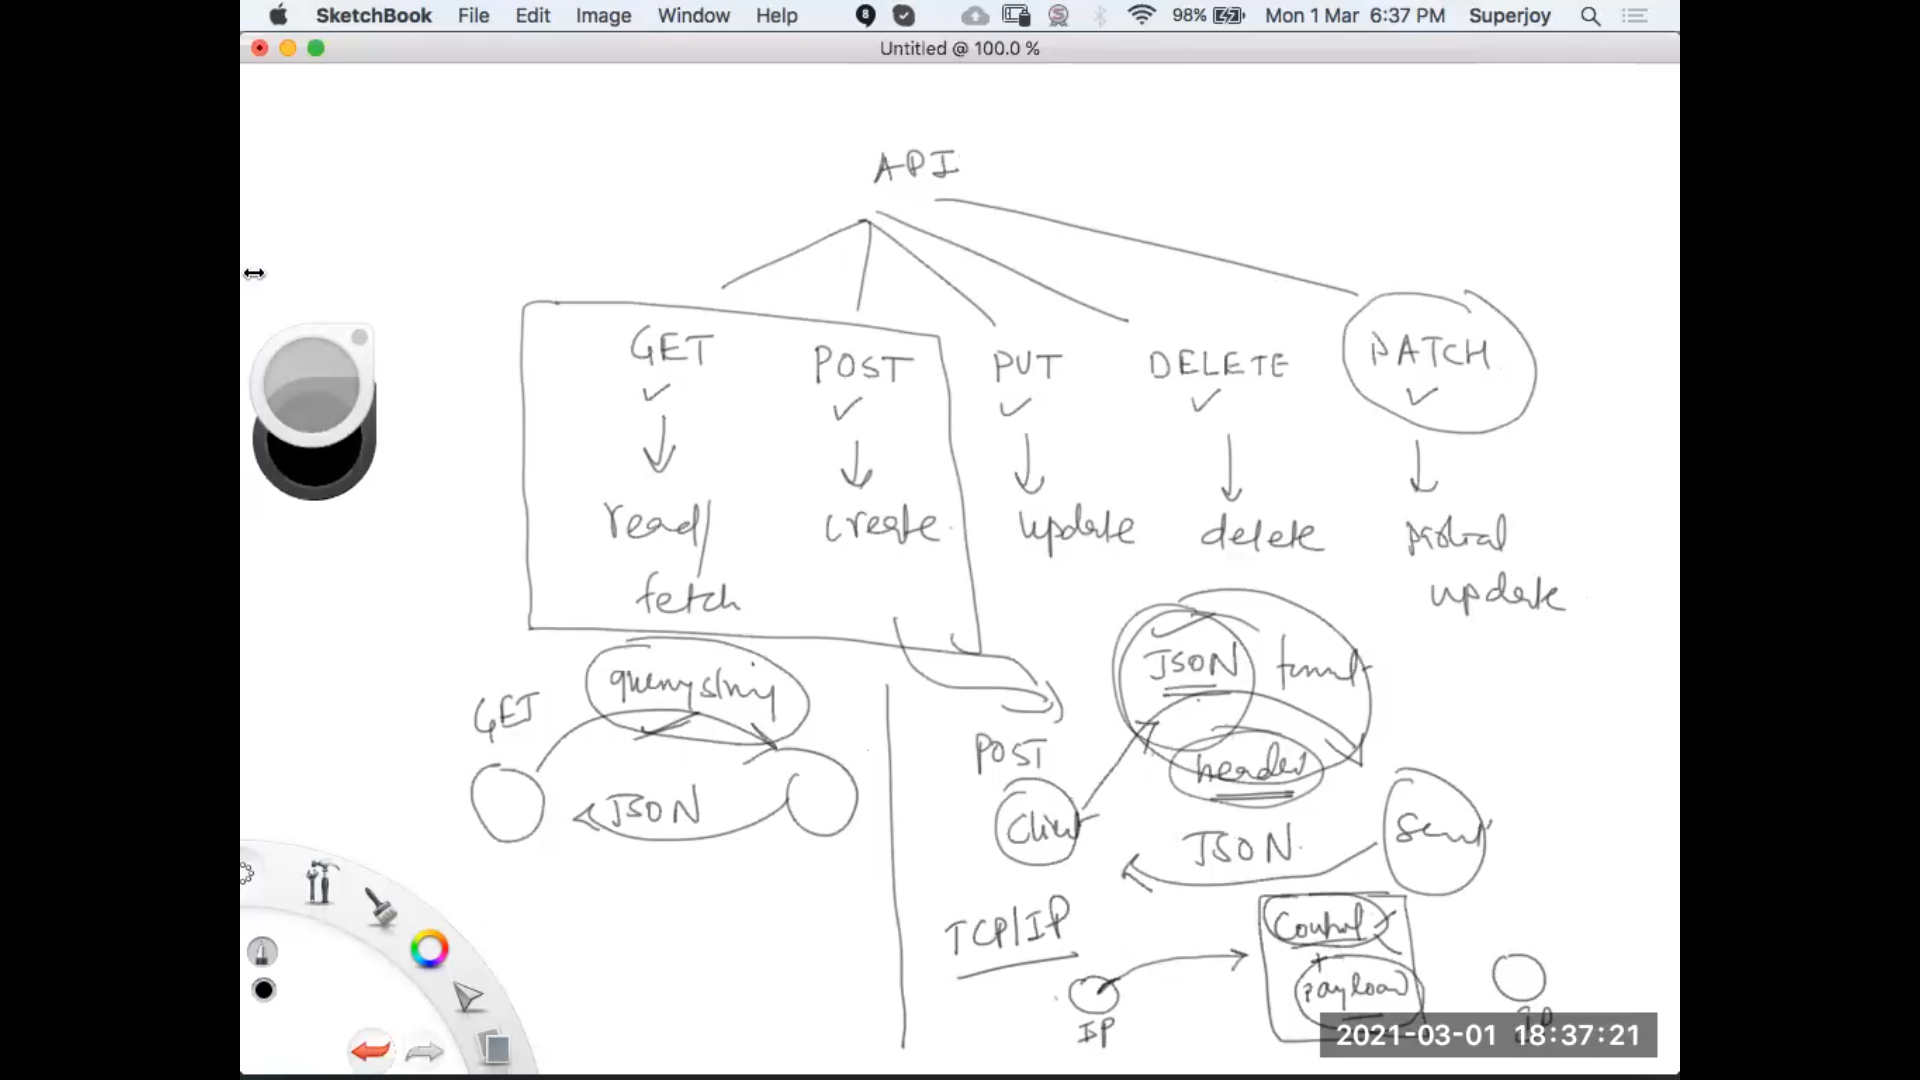 SketchBook File Edit Image Window Help 8 98% Mon 1 Mar 6:37 PM Superjoy
Untitled @ 100.0 %
API
GET POST PUT DELETE PATCH
read/ create update delete partial
fetch update
querystring
GET
JSON
JSON format
header
POST
Client
Server
JSON
TCP/IP
Control
+
payload
IP
2021-03-01 18:37:21